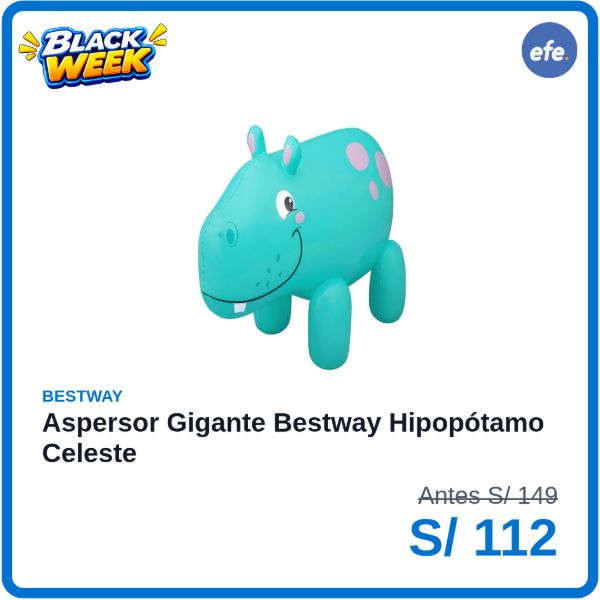 BLACK
WEEK
efe.
BESTWAY
Aspersor Gigante Bestway Hipopótamo
Celeste
Antes S/ 149
S/ 112